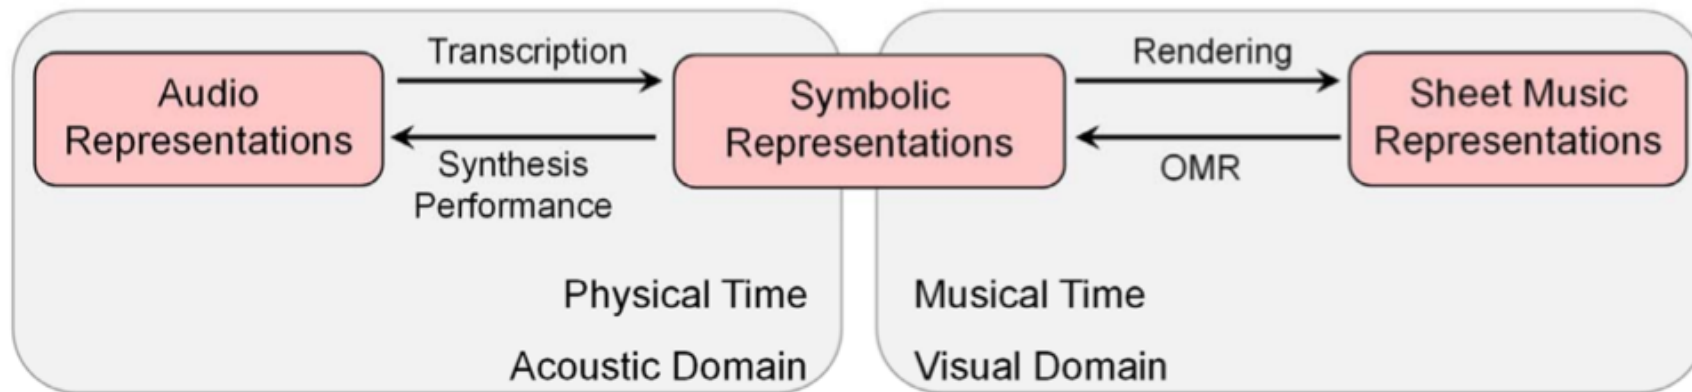 Audio
Representations
Transcription
Synthesis
Performance
Symbolic
Representations
Rendering
OMR
Sheet Music
Representations
Physical Time
Acoustic Domain
Musical Time
Visual Domain